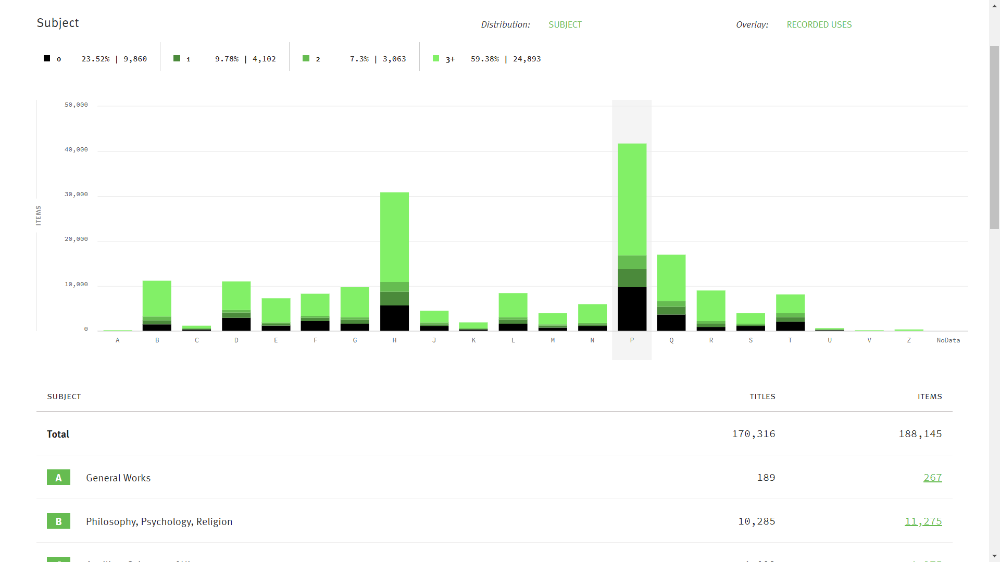 Subject
Distribution: SUBJECT Overlay: RECORDED USES
0 23.52% | 9,860 1 9.78% | 4,102 2 7.3% | 3,063 3+ 59.38% | 24,893
50,000
40,000
30,000
ITEMS
20,000
10,000
0
A B C D E F G H J K L M N P Q R S T U V Z NoData
SUBJECT TITLES ITEMS
Total 170,316 188,145
A General Works 189 267
B Philosophy, Psychology, Religion 10,285 11,275